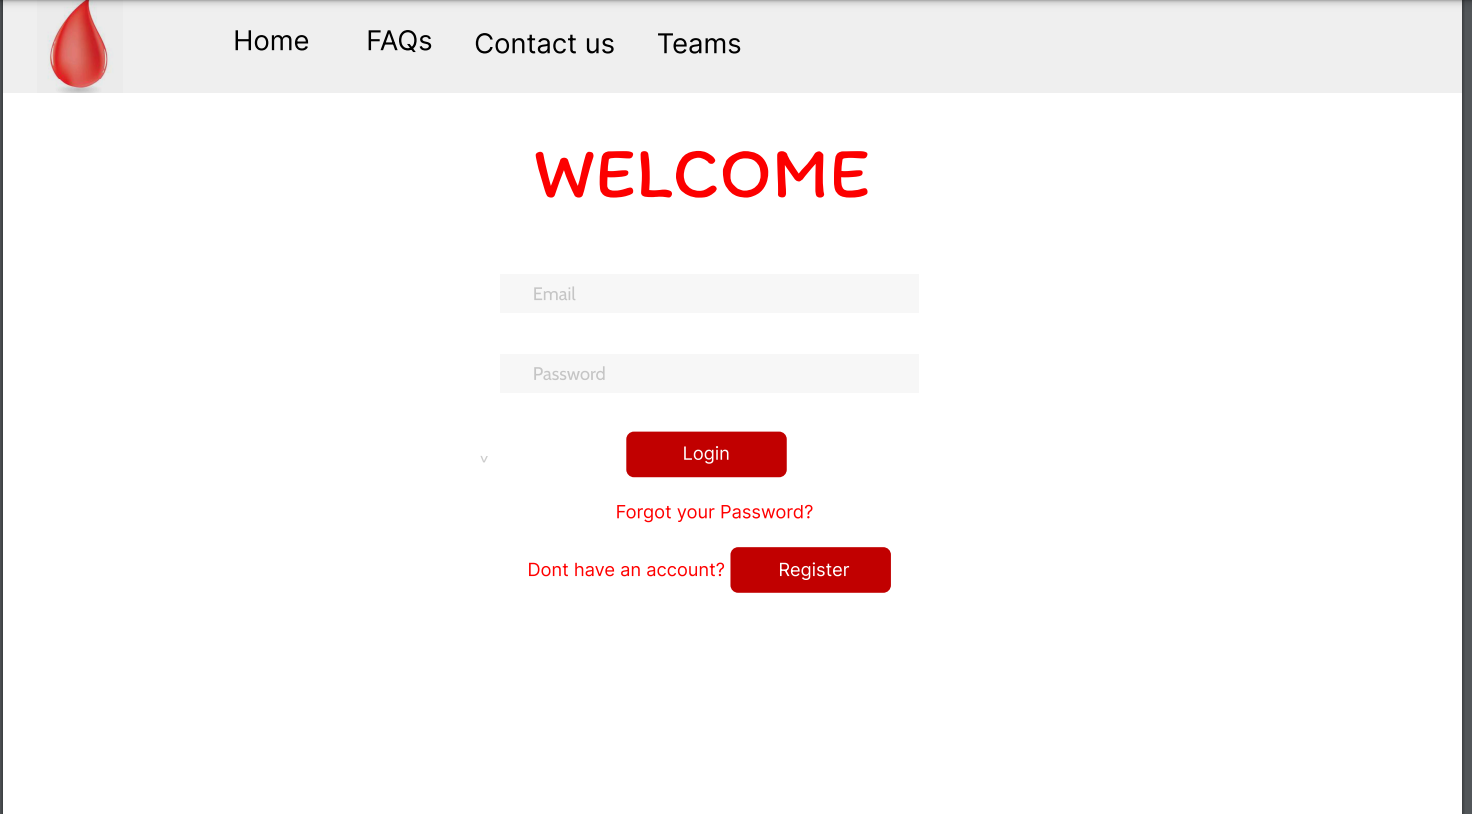 Home FAQs Contact us Teams
WELCOME
Email
Password
Login
v
Forgot your Password?
Dont have an account? Register